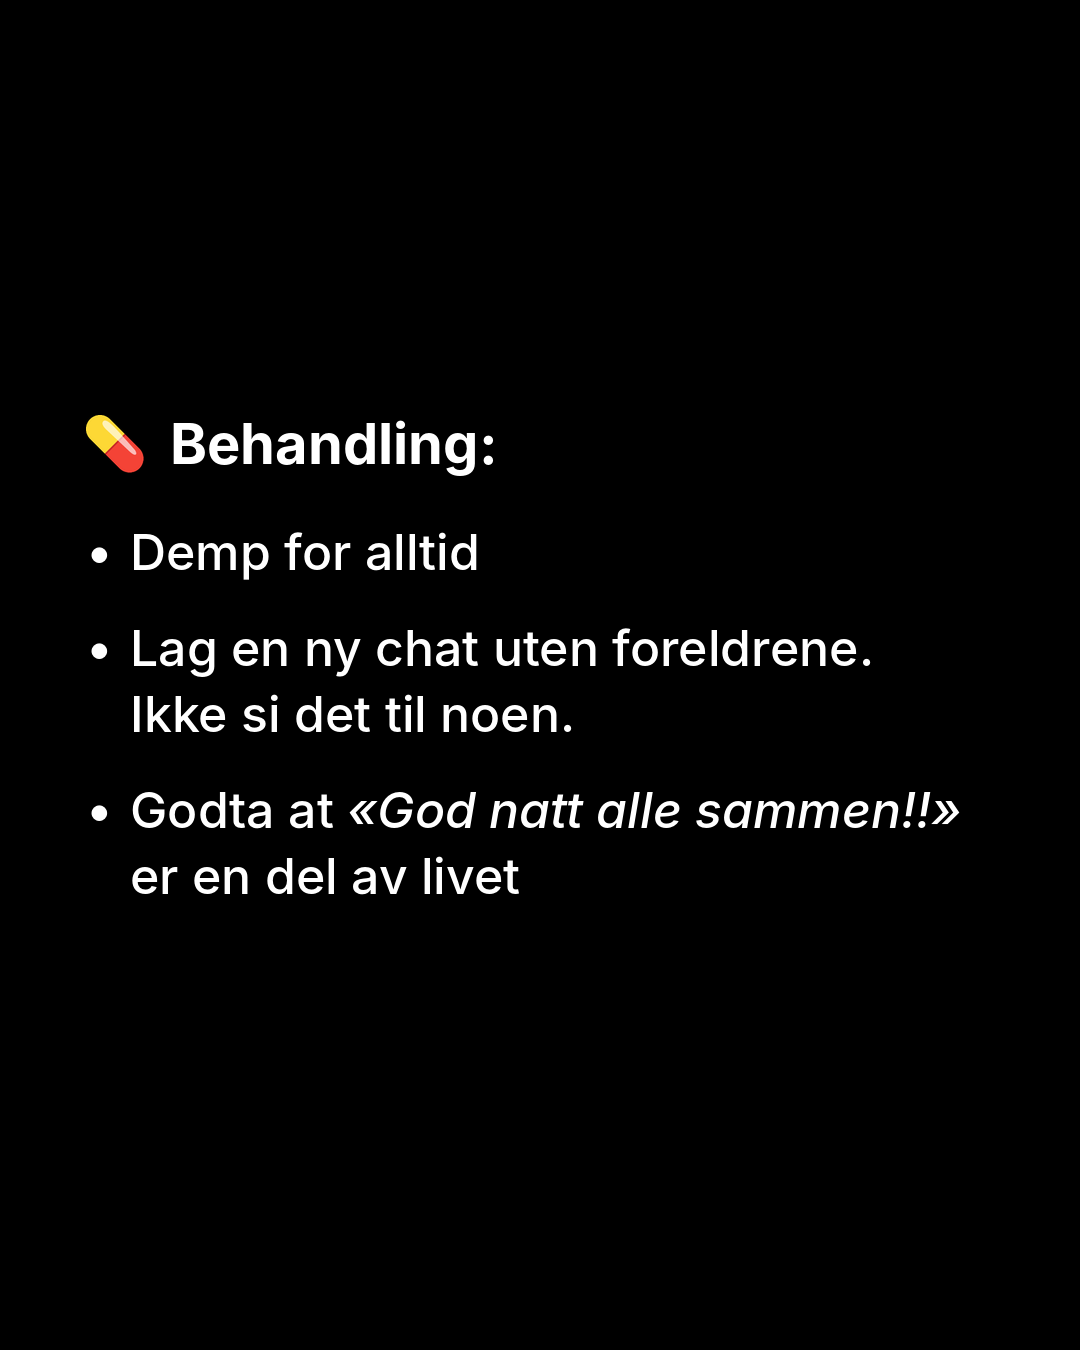 💊 Behandling:
• Demp for alltid
• Lag en ny chat uten foreldrene.
Ikke si det til noen.
• Godta at «God natt alle sammen!!»
er en del av livet